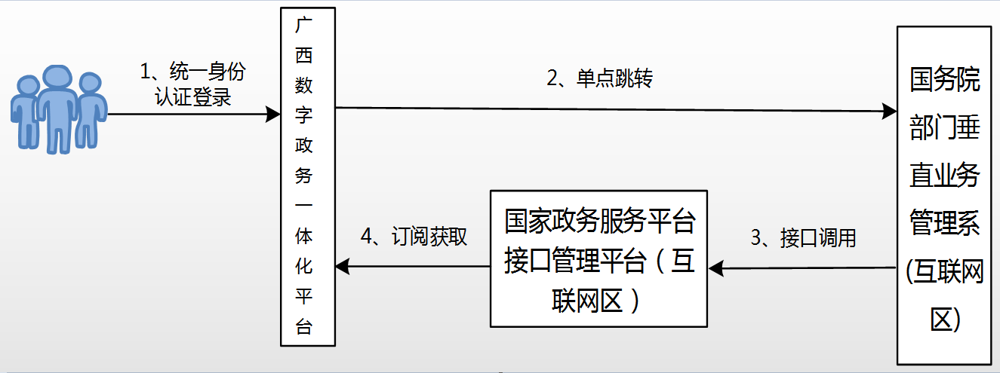 1、统一身份
认证登录
广
西
数
字
政
务
一
体
化
平
台
2、单点跳转
国务院
部门垂
直业务
管理系
(互联网
区)
国家政务服务平台
接口管理平台（互
联网区）
3、接口调用
4、订阅获取